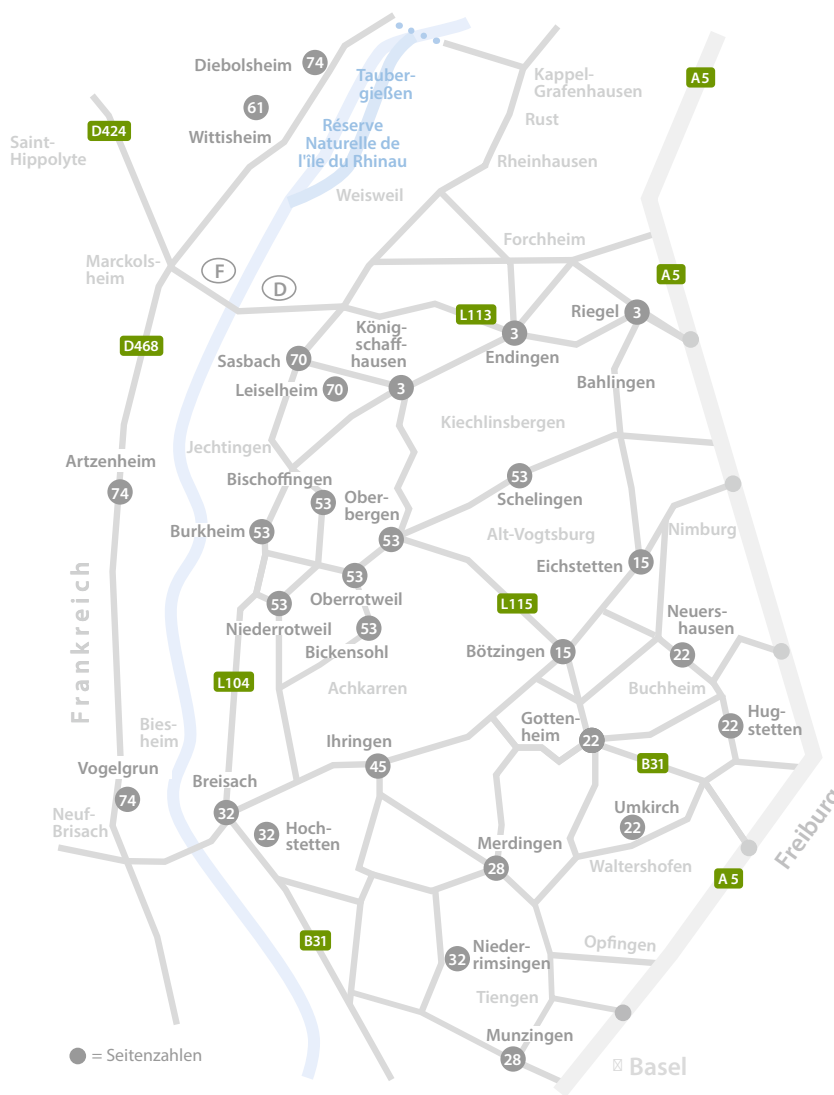 Diebolsheim 74
61
Wittisheim
D424
Saint-
Hippolyte
Tauber-
gießen
Réserve
Naturelle de
l'île du Rhinau
Kappel-
Grafenhausen
Rust
Rheinhausen
A 5
Weisweil
Forchheim
Marckols-
heim
F
D
A 5
L113
Riegel 3
König-
schaff-
hausen
3
Endingen
D468
Sasbach 70
Leiselheim 70
3
Bahlingen
Kiechlinsbergen
Jechtingen
Artzenheim
74
Bischoffingen
53
Ober-
bergen
53
53
Schelingen
Burkheim 53
Alt-Vogtsburg
Nimburg
Eichstetten 15
53
Oberrotweil
53
Niederrotweil
53
Bickensohl
L115
Neuers-
hausen
22
Bötzingen 15
Frankreich
L104
Achkarren
Buchheim
Bies-
heim
Gotten-
heim
22
Hug-
stetten
22
Ihringen
45
B31
Vogelgrun
74
Breisach
32
Neuf-
Brisach
32 Hoch-
stetten
Umkirch
22
Merdingen
28
Waltershofen
Freiburg
A 5
B31
32 Nieder-
rimsingen
Opfingen
Tiengen
Munzingen
28
= Seitenzahlen
Basel